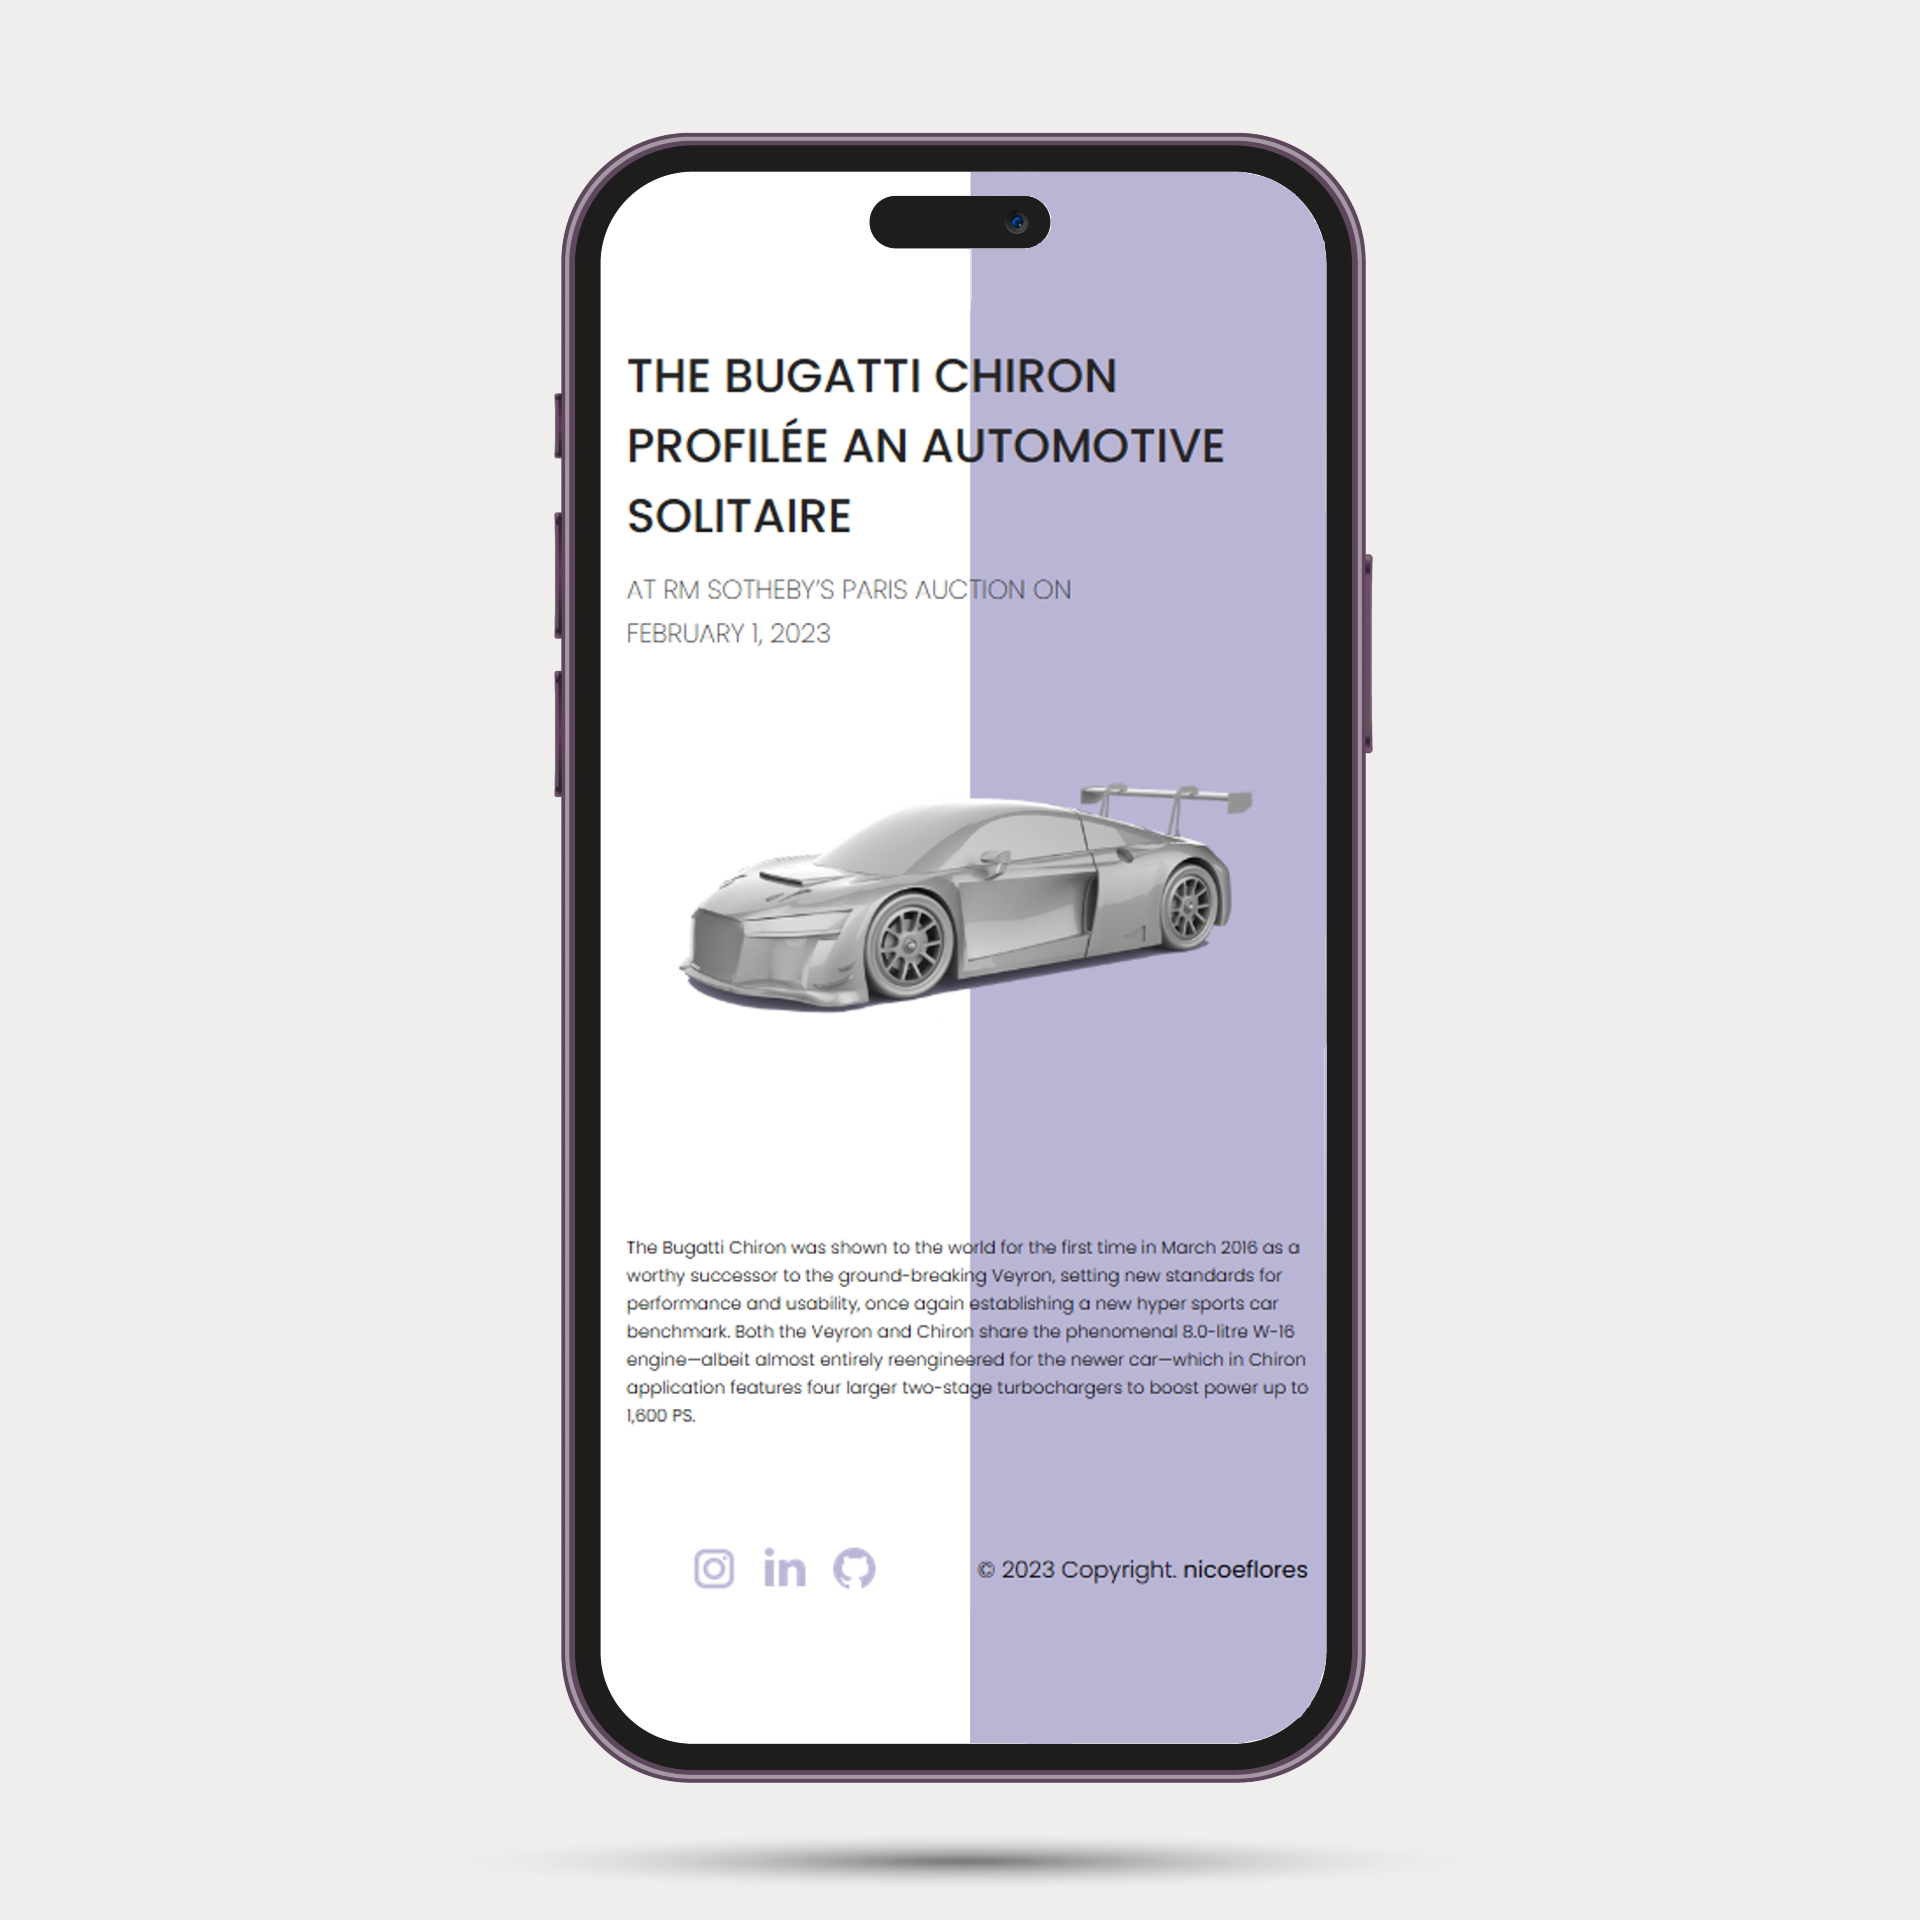 THE BUGATTI CHIRON
PROFILÉE AN AUTOMOTIVE
SOLITAIRE
AT RM SOTHEBY'S PARIS AUCTION ON
FEBRUARY 1, 2023
The Bugatti Chiron was shown to the world for the first time in March 2016 as a
worthy successor to the ground-breaking Veyron, setting new standards for
performance and usability, once again establishing a new hyper sports car
benchmark. Both the Veyron and Chiron share the phenomenal 8.0-litre W-16
engine—albeit almost entirely reengineered for the newer car—which in Chiron
application features four larger two-stage turbochargers to boost power up to
1,600 PS.
in
© 2023 Copyright. nicoeflores